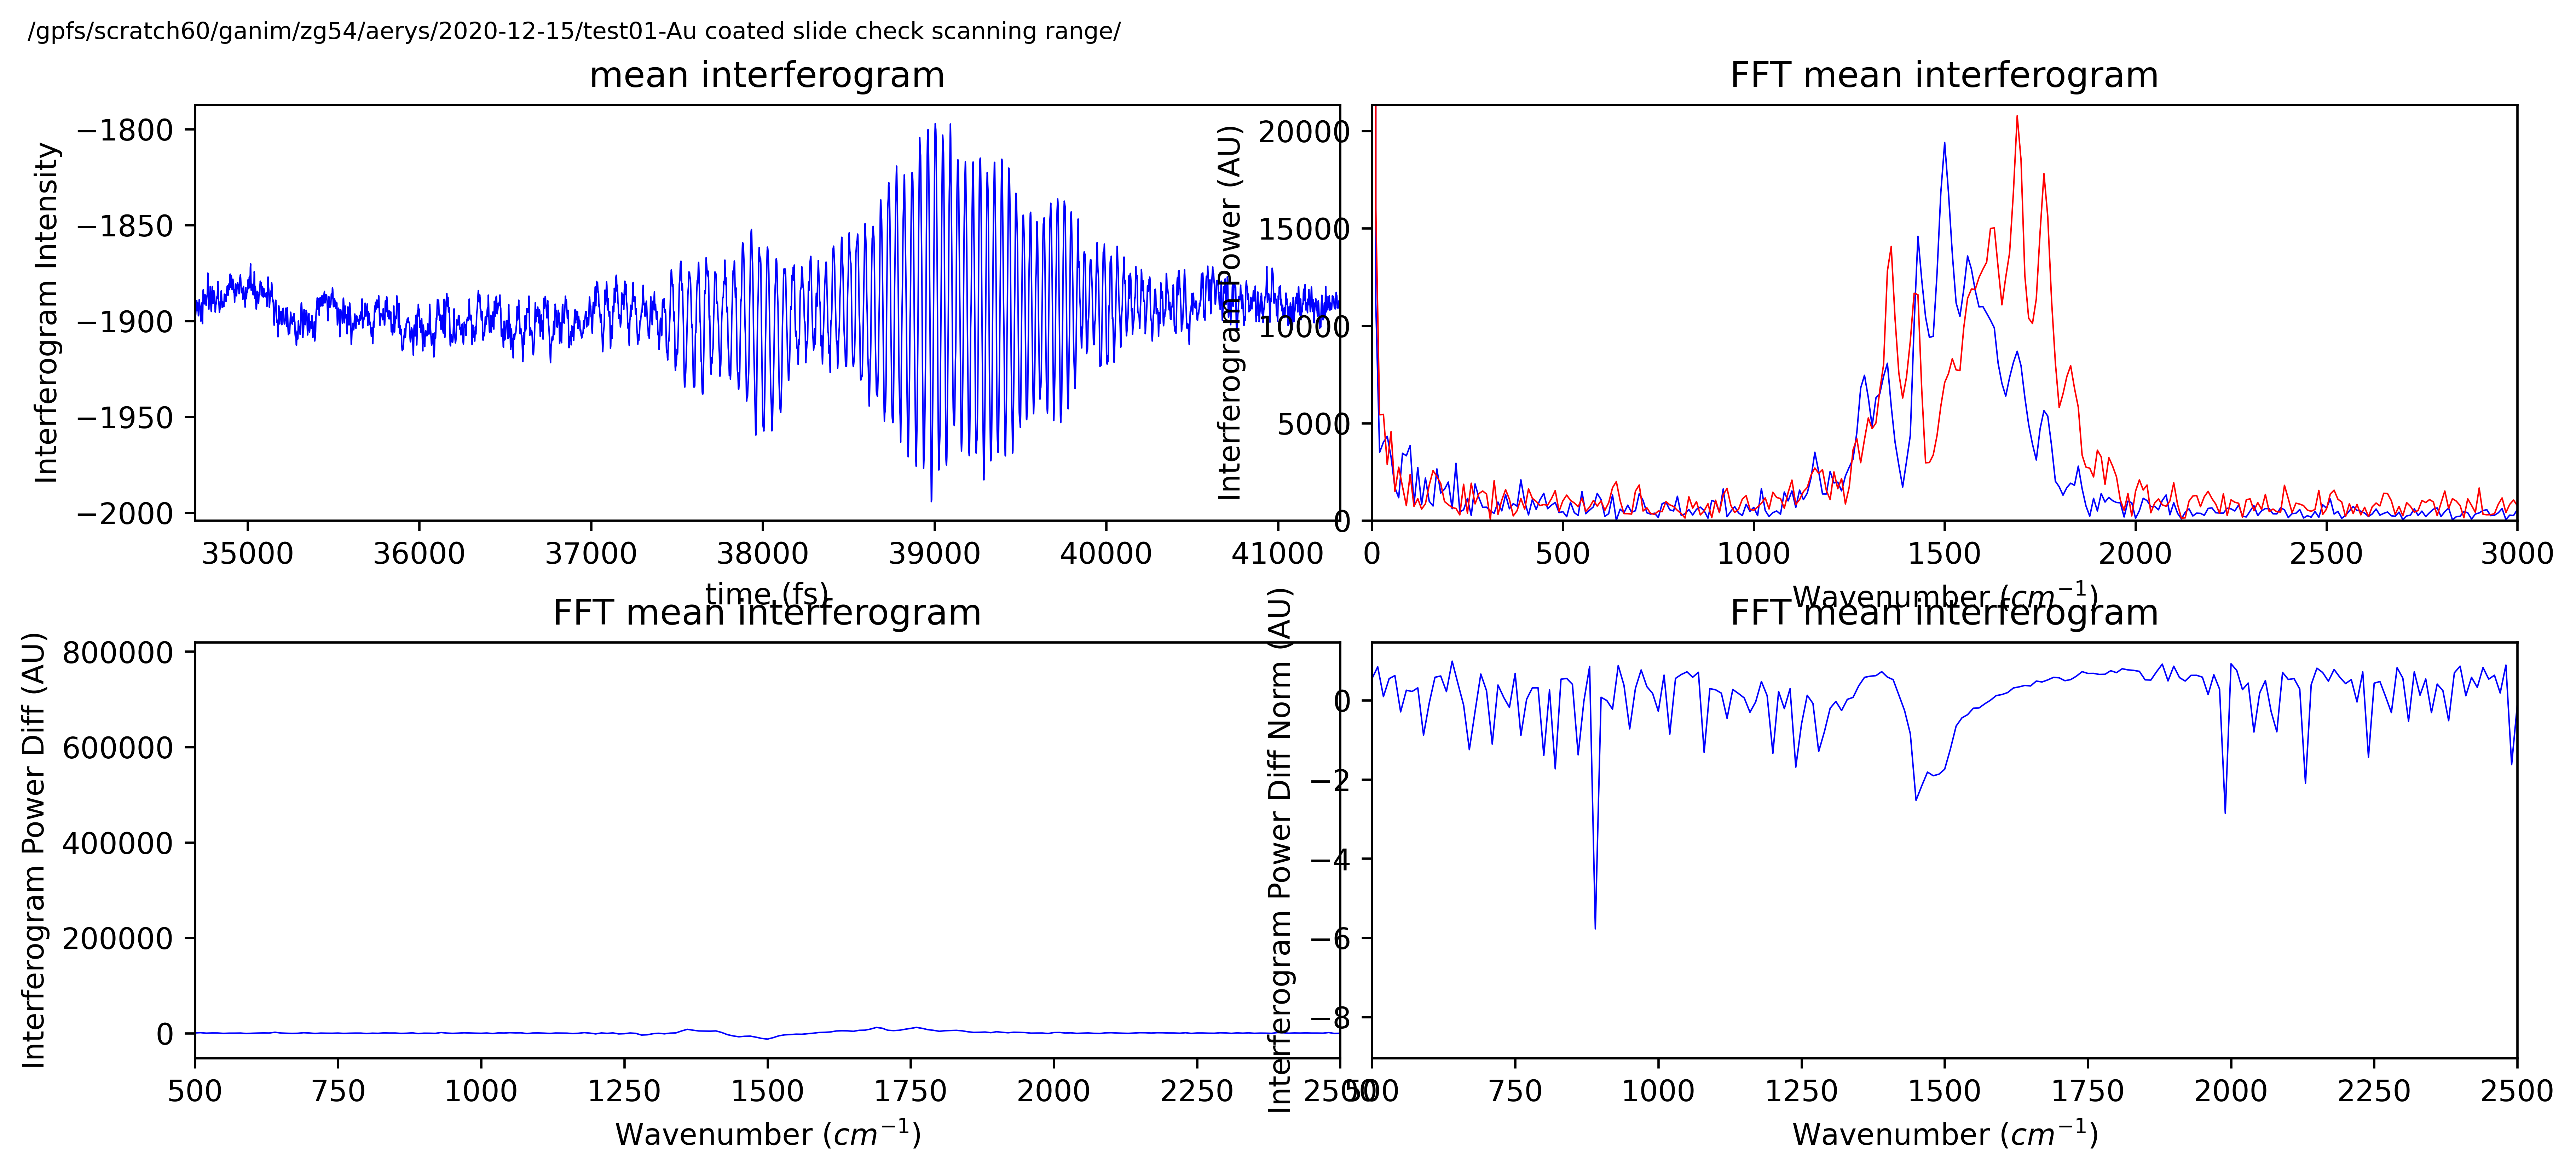 /gpfs/scratch60/ganim/zg54/aerys/2020-12-15/test01-Au coated slide check scanning range/
mean interferogram
Interferogram Intensity
−1800
−1850
−1900
−1950
−2000
35000 36000 37000 38000 39000 40000 41000
time (fs)
FFT mean interferogram
Interferogram Power (AU)
20000
15000
10000
5000
0
0 500 1000 1500 2000 2500 3000
Wavenumber (cm⁻¹)
FFT mean interferogram
Interferogram Power Diff (AU)
800000
600000
400000
200000
0
500 750 1000 1250 1500 1750 2000 2250 2500
Wavenumber (cm⁻¹)
FFT mean interferogram
Interferogram Power Diff Norm (AU)
0
−2
−4
−6
−8
500 750 1000 1250 1500 1750 2000 2250 2500
Wavenumber (cm⁻¹)